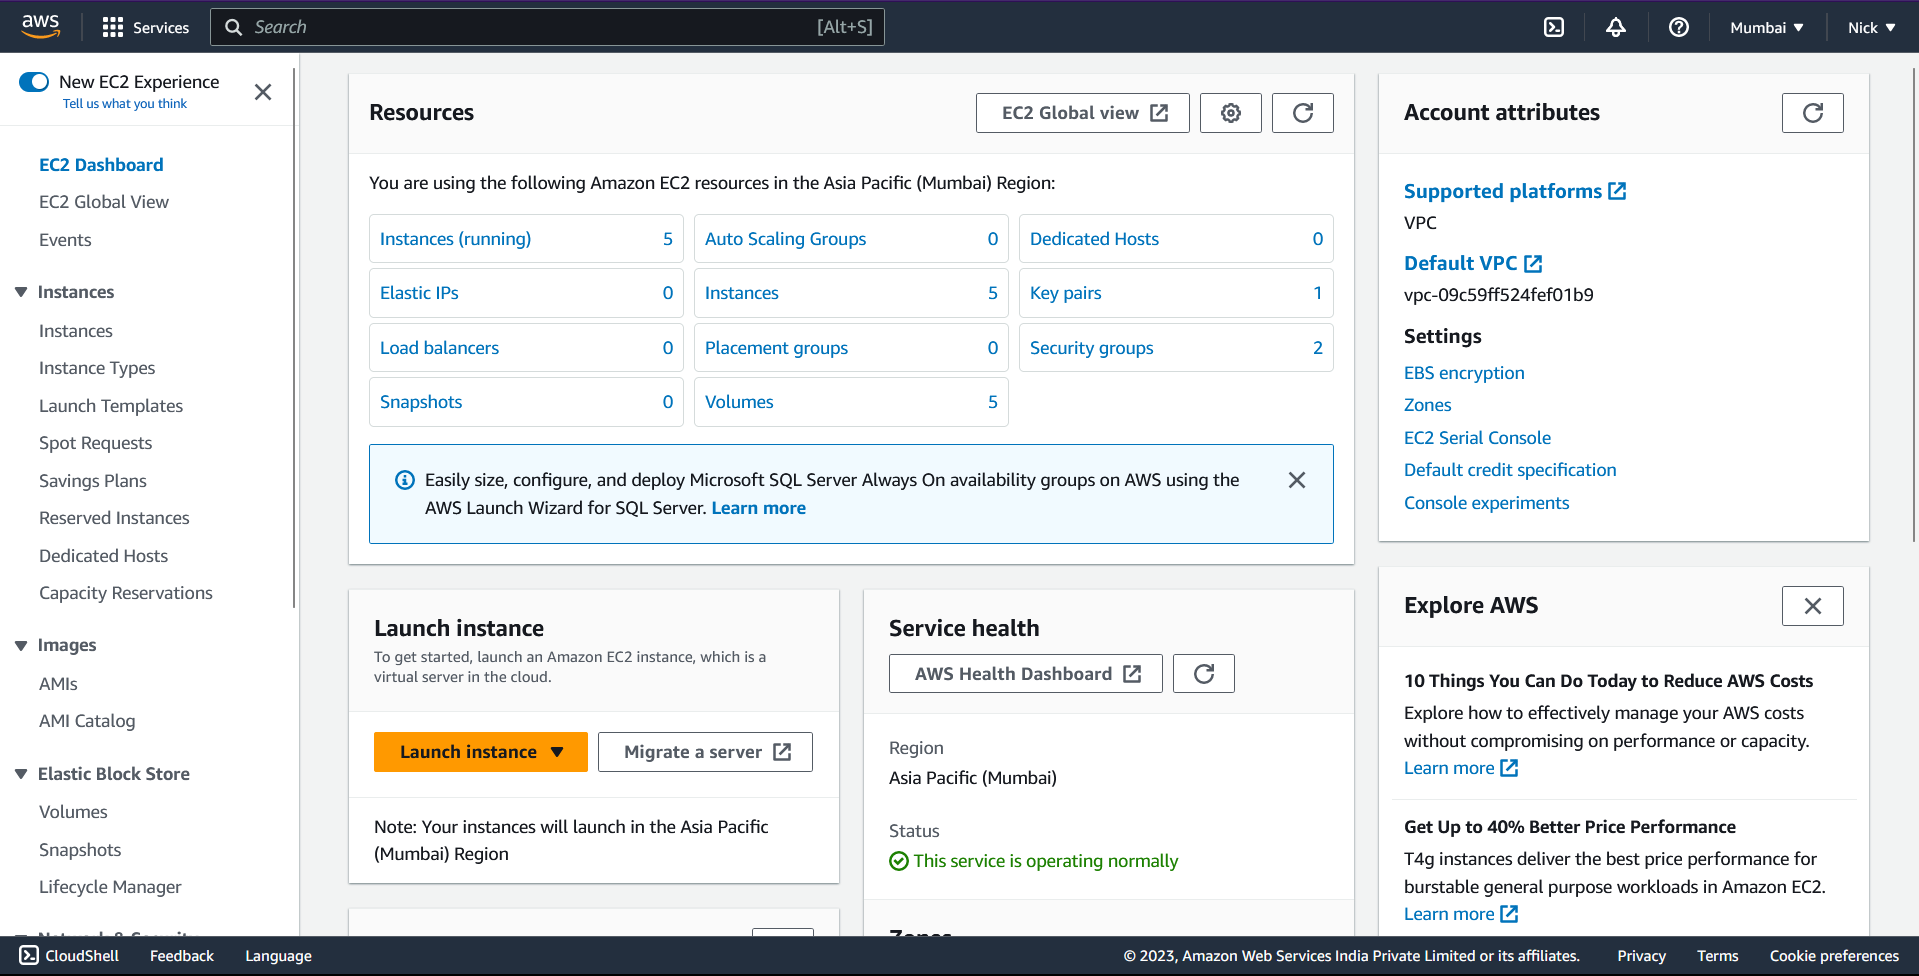 aws
Services
Search
[Alt+S]
Mumbai
Nick
New EC2 Experience
Tell us what you think
EC2 Dashboard
EC2 Global View
Events
Instances
Instances
Instance Types
Launch Templates
Spot Requests
Savings Plans
Reserved Instances
Dedicated Hosts
Capacity Reservations
Images
AMIs
AMI Catalog
Elastic Block Store
Volumes
Snapshots
Lifecycle Manager
Network & Security
Resources
EC2 Global view
You are using the following Amazon EC2 resources in the Asia Pacific (Mumbai) Region:
Instances (running) 5
Auto Scaling Groups 0
Dedicated Hosts 0
Elastic IPs 0
Instances 5
Key pairs 1
Load balancers 0
Placement groups 0
Security groups 2
Snapshots 0
Volumes 5
Easily size, configure, and deploy Microsoft SQL Server Always On availability groups on AWS using the
AWS Launch Wizard for SQL Server. Learn more
Launch instance
To get started, launch an Amazon EC2 instance, which is a
virtual server in the cloud.
Launch instance
Migrate a server
Note: Your instances will launch in the Asia Pacific
(Mumbai) Region
Service health
AWS Health Dashboard
Region
Asia Pacific (Mumbai)
Status
This service is operating normally
Zones
Account attributes
Supported platforms
VPC
Default VPC
vpc-09c59ff524fef01b9
Settings
EBS encryption
Zones
EC2 Serial Console
Default credit specification
Console experiments
Explore AWS
10 Things You Can Do Today to Reduce AWS Costs
Explore how to effectively manage your AWS costs
without compromising on performance or capacity.
Learn more
Get Up to 40% Better Price Performance
T4g instances deliver the best price performance for
burstable general purpose workloads in Amazon EC2.
Learn more
CloudShell
Feedback
Language
© 2023, Amazon Web Services India Private Limited or its affiliates.
Privacy
Terms
Cookie preferences